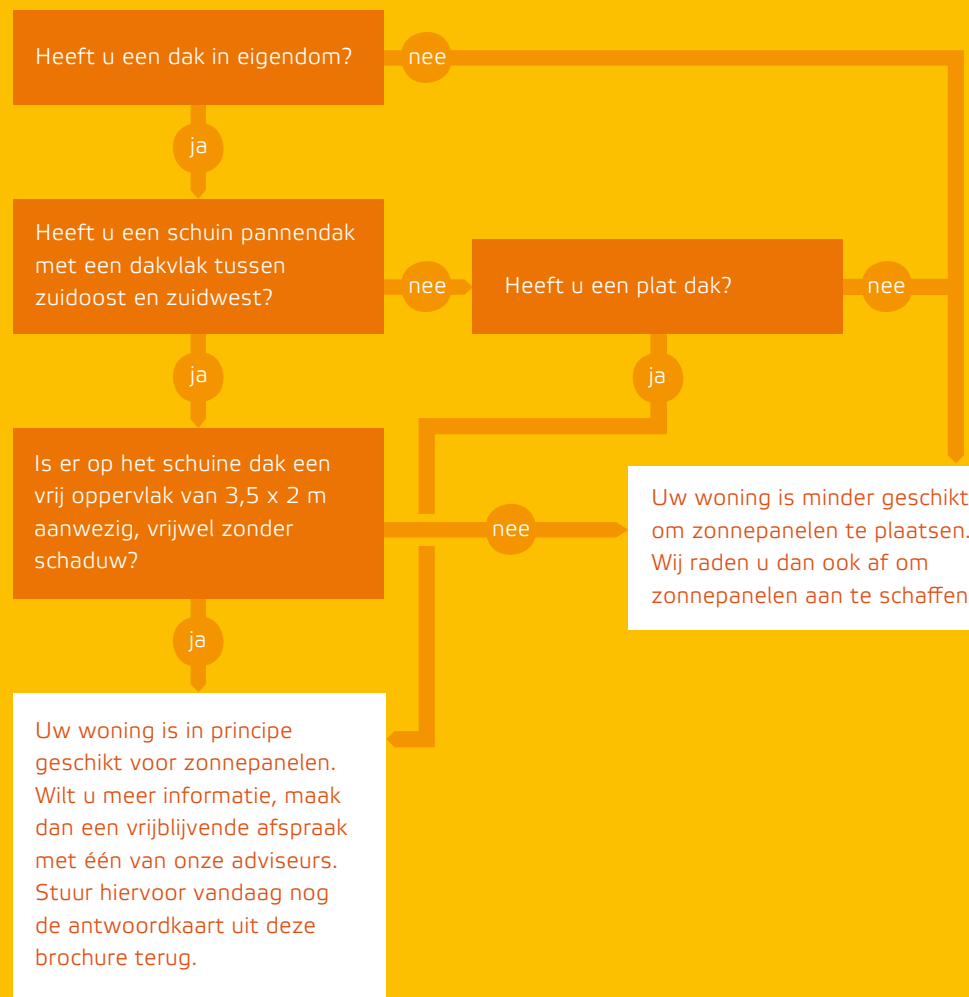 Heeft u een dak in eigendom?
nee
ja
Heeft u een schuin pannendak
met een dakvlak tussen
zuidoost en zuidwest?
nee
Heeft u een plat dak?
nee
ja
ja
Is er op het schuine dak een
vrij oppervlak van 3,5 x 2 m
aanwezig, vrijwel zonder
schaduw?
nee
Uw woning is minder geschikt
om zonnepanelen te plaatsen.
Wij raden u dan ook af om
zonnepanelen aan te schaffen
ja
Uw woning is in principe
geschikt voor zonnepanelen.
Wilt u meer informatie, maak
dan een vrijblijvende afspraak
met één van onze adviseurs.
Stuur hiervoor vandaag nog
de antwoordkaart uit deze
brochure terug.